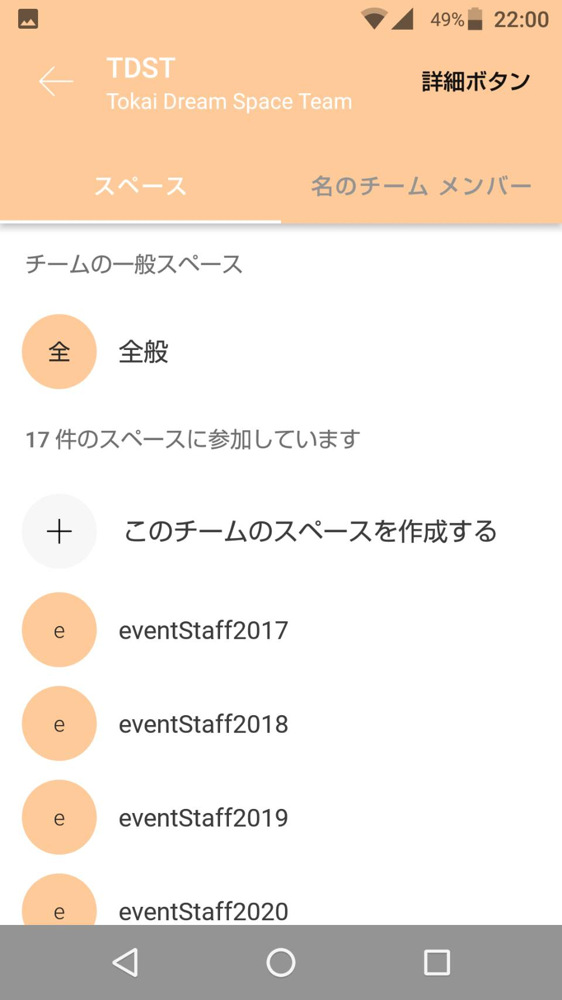 49% 22:00
TDST
Tokai Dream Space Team
詳細ボタン
スペース
名のチーム メンバー
チームの一般スペース
全 全般
17 件のスペースに参加しています
このチームのスペースを作成する
e eventStaff2017
e eventStaff2018
e eventStaff2019
e eventStaff2020